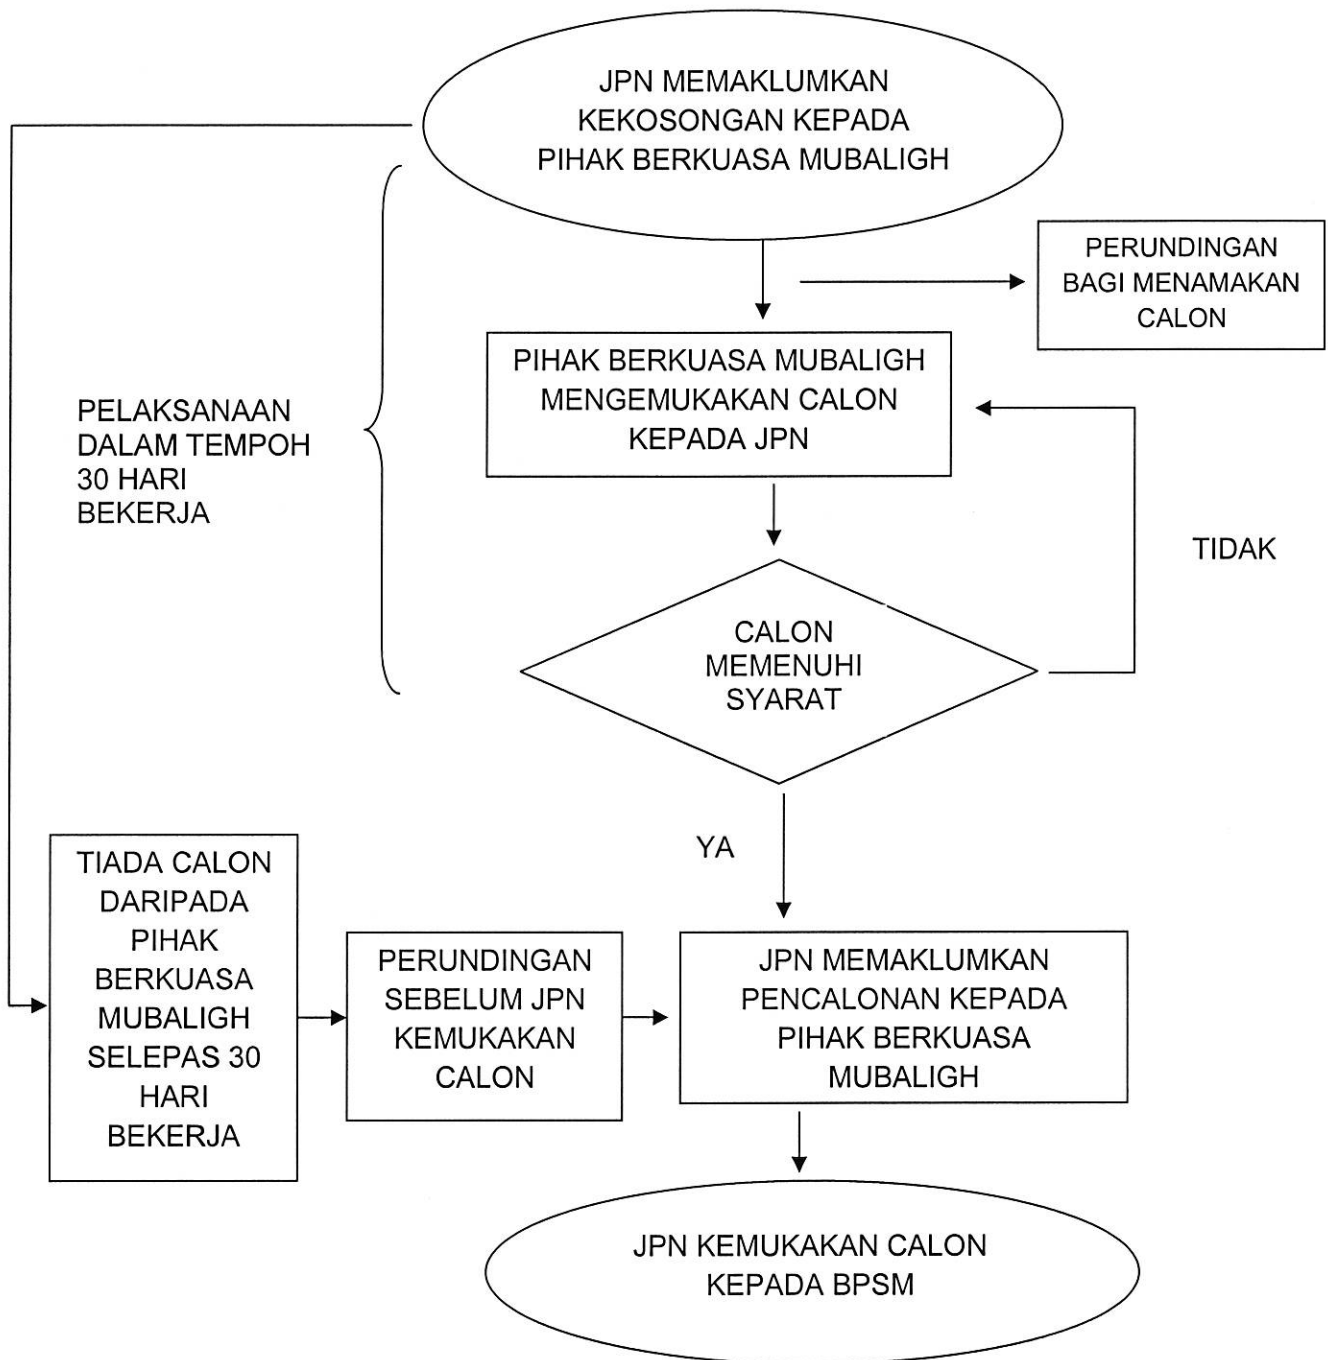 JPN MEMAKLUMKAN
KEKOSONGAN KEPADA
PIHAK BERKUASA MUBALIGH
PERUNDINGAN
BAGI MENAMAKAN
CALON
PIHAK BERKUASA MUBALIGH
MENGEMUKAKAN CALON
KEPADA JPN
PELAKSANAAN
DALAM TEMPOH
30 HARI
BEKERJA
TIDAK
CALON
MEMENUHI
SYARAT
YA
TIADA CALON
DARIPADA
PIHAK
BERKUASA
MUBALIGH
SELEPAS 30
HARI
BEKERJA
PERUNDINGAN
SEBELUM JPN
KEMUKAKAN
CALON
JPN MEMAKLUMKAN
PENCALONAN KEPADA
PIHAK BERKUASA
MUBALIGH
JPN KEMUKAKAN CALON
KEPADA BPSM